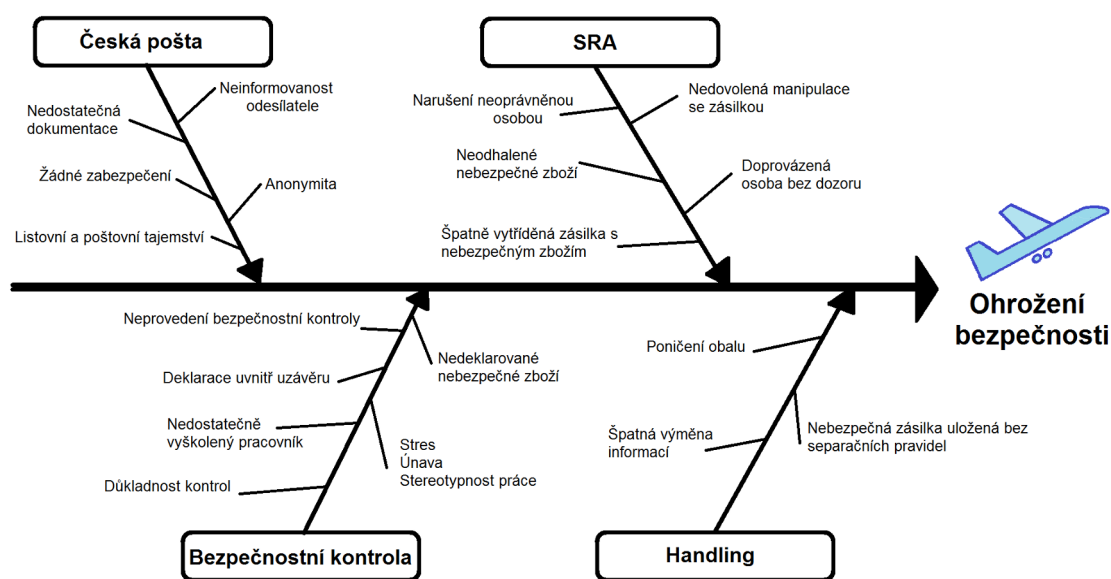 Česká pošta
SRA
Neinformovanost
odesílatele
Nedostatečná
dokumentace
Žádné zabezpečení
Anonymita
Listovní a poštovní tajemství
Narušení neoprávněnou
osobou
Nedovolená manipulace
se zásilkou
Neodhalené
nebezpečné zboží
Doprovázená
osoba bez dozoru
Špatně vytříděná zásilka s
nebezpečným zbožím
Ohrožení
bezpečnosti
Neprovedení bezpečnostní kontroly
Nedeklarované
nebezpečné zboží
Deklarace uvnitř uzávěru
Nedostatečně
vyškolený pracovník
Stres
Únava
Stereotypnost práce
Důkladnost kontrol
Poničení obalu
Nebezpečná zásilka uložená bez
separačních pravidel
Špatná výměna
informací
Bezpečnostní kontrola
Handling